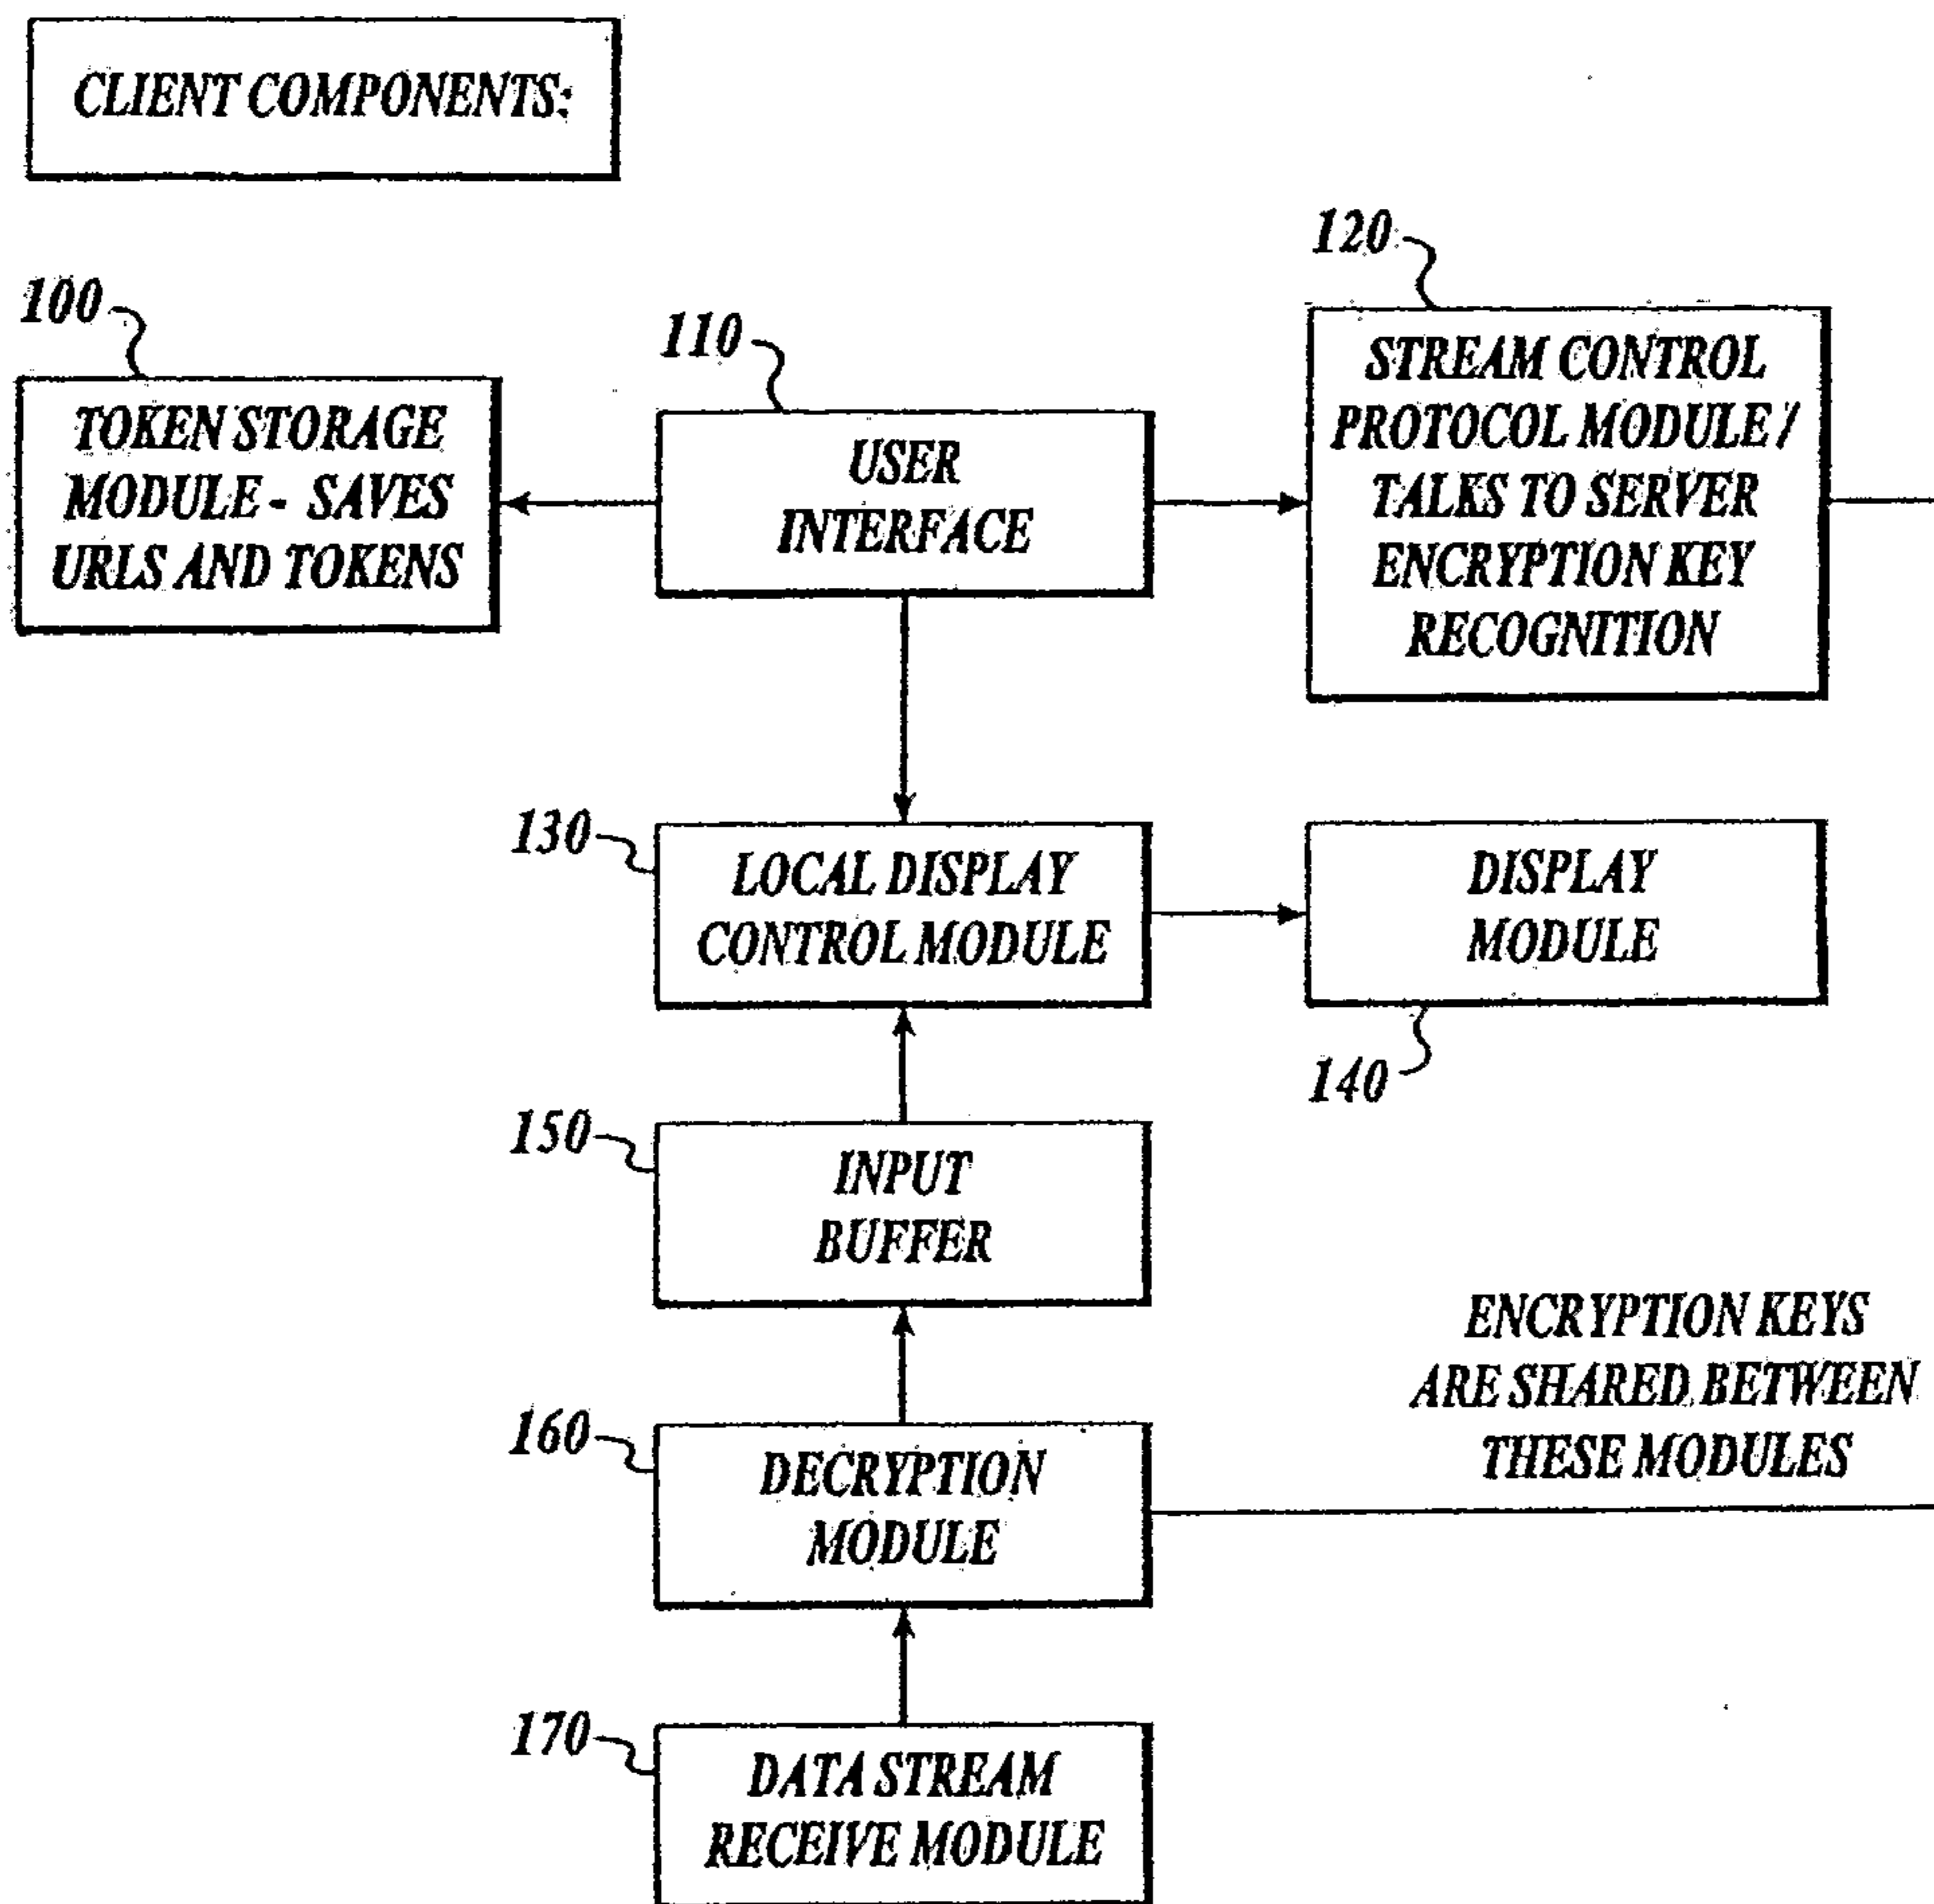 CLIENT COMPONENTS:
120
100
110
TOKEN STORAGE
MODULE - SAVES
URLS AND TOKENS
USER
INTERFACE
STREAM CONTROL
PROTOCOL MODULE /
TALKS TO SERVER
ENCRYPTION KEY
RECOGNITION
130
LOCAL DISPLAY
CONTROL MODULE
DISPLAY
MODULE
140
150
INPUT
BUFFER
ENCRYPTION KEYS
ARE SHARED BETWEEN
THESE MODULES
160
DECRYPTION
MODULE
170
DATA STREAM
RECEIVE MODULE